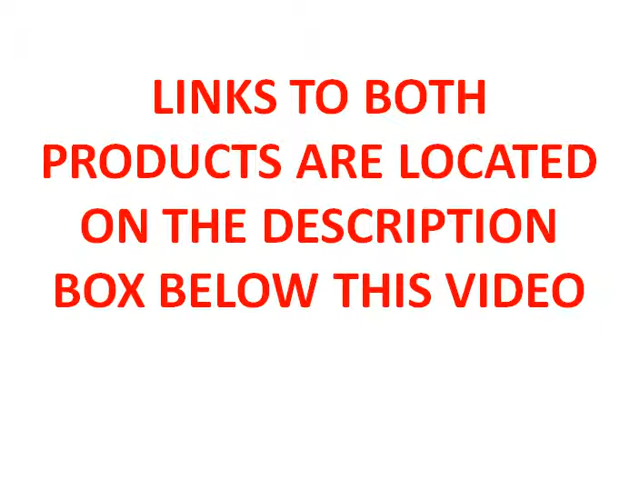 LINKS TO BOTH
PRODUCTS ARE LOCATED
ON THE DESCRIPTION
BOX BELOW THIS VIDEO